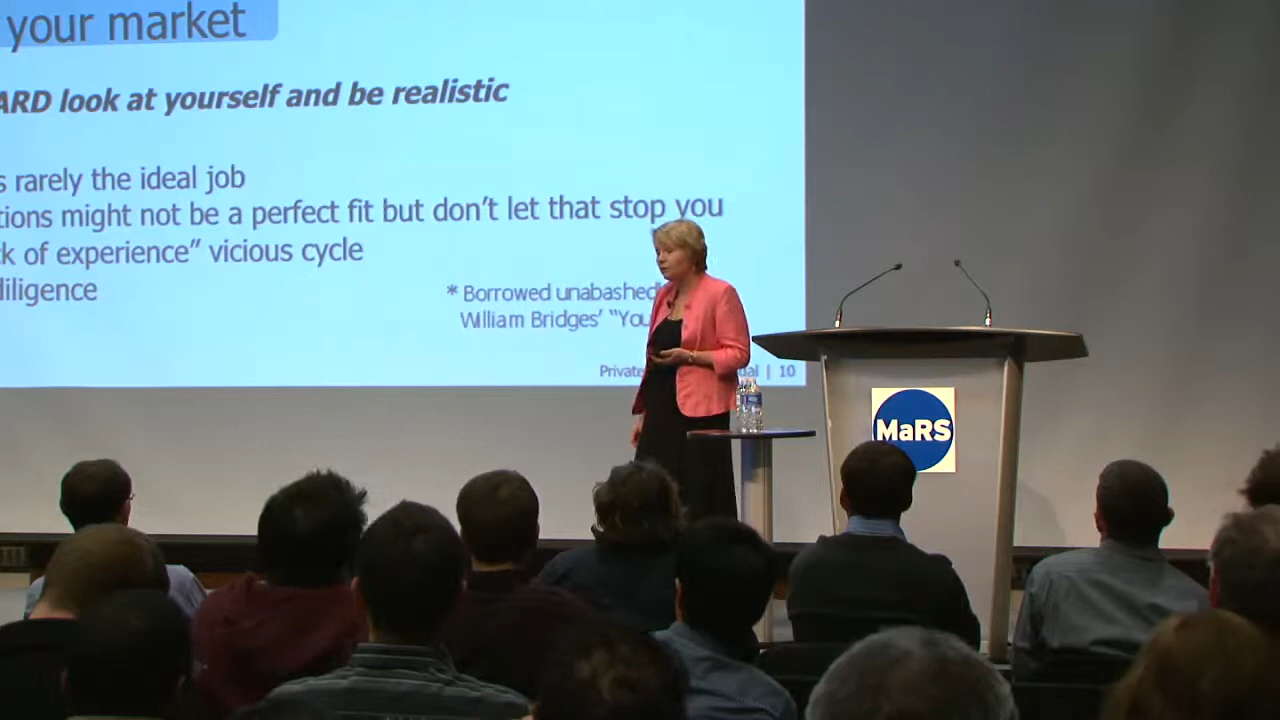 your market
ARD look at yourself and be realistic
s rarely the ideal job
tions might not be a perfect fit but don't let that stop you
ck of experience" vicious cycle
diligence
* Borrowed unabashed
William Bridges' "You
Private
al | 10
MaRS